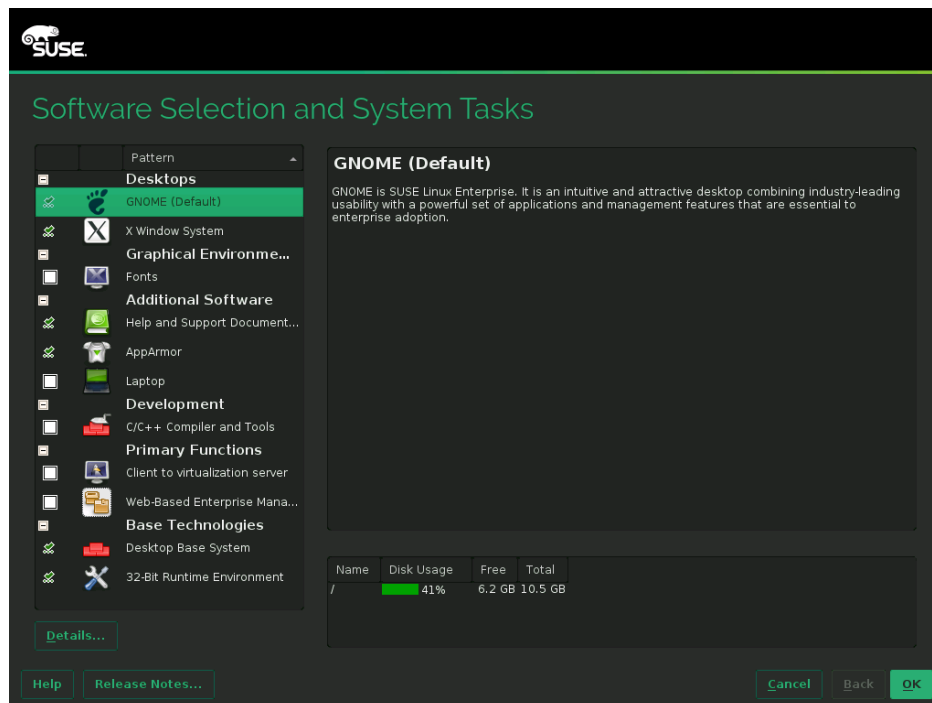 SUSE.
Software Selection and System Tasks
Pattern
Desktops
GNOME (Default)
X Window System
Graphical Environme...
Fonts
Additional Software
Help and Support Document...
AppArmor
Laptop
Development
C/C++ Compiler and Tools
Primary Functions
Client to virtualization server
Web-Based Enterprise Mana...
Base Technologies
Desktop Base System
32-Bit Runtime Environment
Details...
GNOME (Default)
GNOME is SUSE Linux Enterprise. It is an intuitive and attractive desktop combining industry-leading
usability with a powerful set of applications and management features that are essential to
enterprise adoption.
Name Disk Usage Free Total
/ 41% 6.2 GB 10.5 GB
Help Release Notes... Cancel Back OK